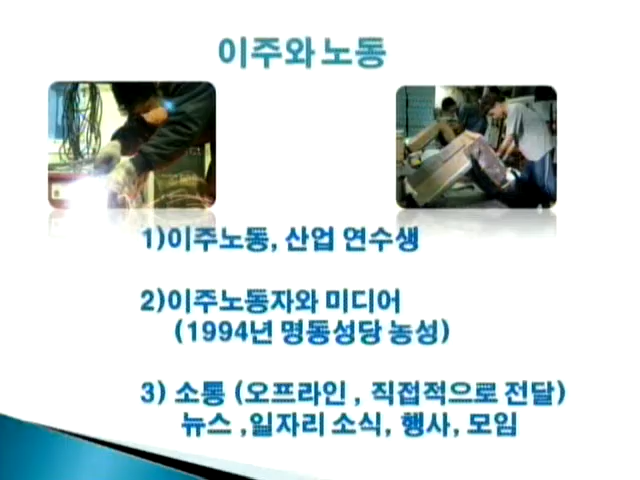 이주와 노동
1)이주노동, 산업 연수생
2)이주노동자와 미디어
(1994년 명동성당 농성)
3) 소통 (오프라인 , 직접적으로 전달)
뉴스 ,일자리 소식, 행사, 모임